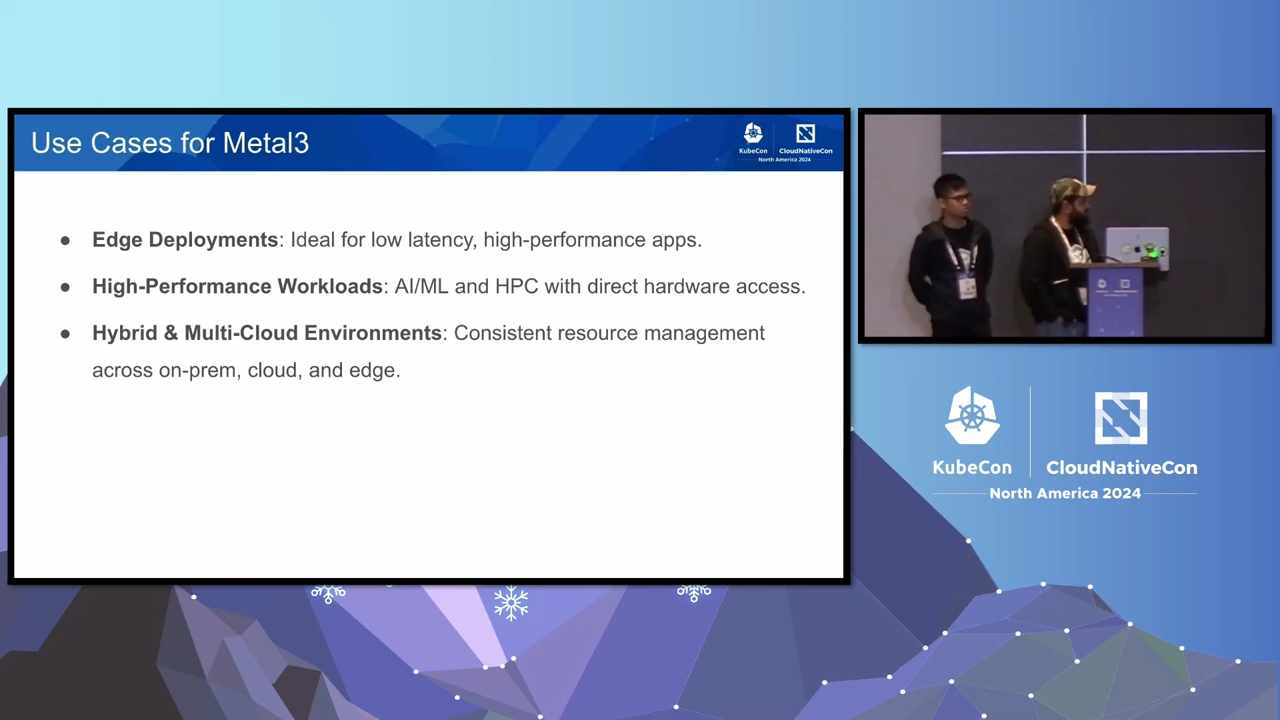 Use Cases for Metal3
KubeCon
CloudNativeCon
North America 2024
● Edge Deployments: Ideal for low latency, high-performance apps.
● High-Performance Workloads: AI/ML and HPC with direct hardware access.
● Hybrid & Multi-Cloud Environments: Consistent resource management
across on-prem, cloud, and edge.
KubeCon
CloudNativeCon
North America 2024